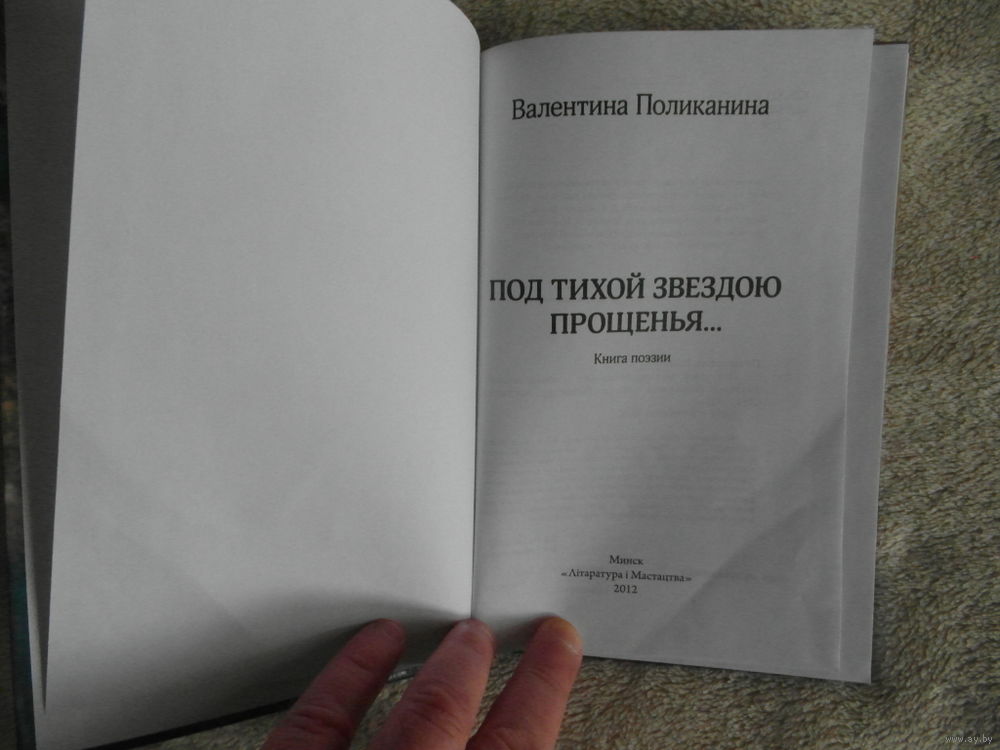 Валентина Поликанина
ПОД ТИХОЙ ЗВЕЗДОЮ
ПРОЩЕНЬЯ...
Книга поэзии
Минск
«Літаратура і Мастацтва»
2012
www.ay.by